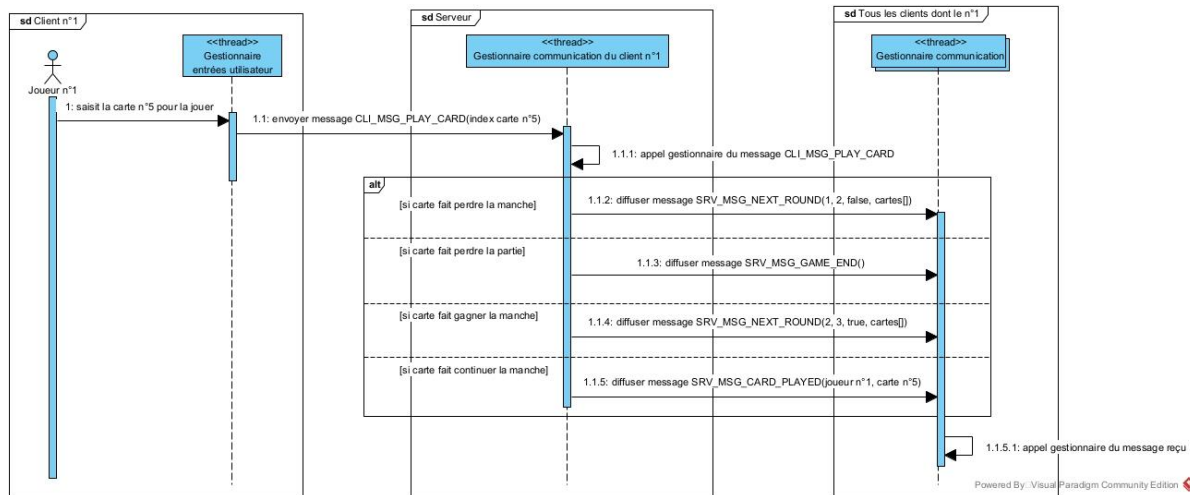 sd Client n°1
sd Serveur
sd Tous les clients dont le n°1
Joueur n°1
<<thread>>
Gestionnaire
entrées utilisateur
<<thread>>
Gestionnaire communication du client n°1
<<thread>>
Gestionnaire communication
1: saisit la carte n°5 pour la jouer
1.1: envoyer message CLI_MSG_PLAY_CARD(index carte n°5)
1.1.1: appel gestionnaire du message CLI_MSG_PLAY_CARD
alt
[si carte fait perdre la manche]
1.1.2: diffuser message SRV_MSG_NEXT_ROUND(1, 2, false, cartes[])
[si carte fait perdre la partie]
1.1.3: diffuser message SRV_MSG_GAME_END()
[si carte fait gagner la manche]
1.1.4: diffuser message SRV_MSG_NEXT_ROUND(2, 3, true, cartes[])
[si carte fait continuer la manche]
1.1.5: diffuser message SRV_MSG_CARD_PLAYED(joueur n°1, carte n°5)
1.1.5.1: appel gestionnaire du message reçu
Powered By Visual Paradigm Community Edition